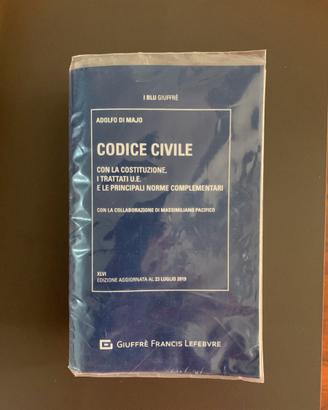 I BLU GIUFFRÈ
ADOLFO DI MAJO
CODICE CIVILE
CON LA COSTITUZIONE,
I TRATTATI U.E.
E LE PRINCIPALI NORME COMPLEMENTARI
CON LA COLLABORAZIONE DI MASSIMILIANO PACIFICO
XLVI
EDIZIONE AGGIORNATA AL 23 LUGLIO 2019
GIUFFRÈ FRANCIS LEFEBVRE